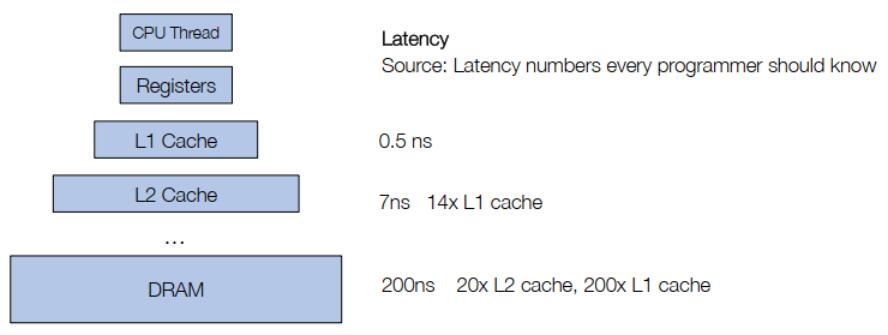 CPU Thread
Latency
Source: Latency numbers every programmer should know
Registers
L1 Cache
0.5 ns
L2 Cache
7ns 14x L1 cache
...
DRAM
200ns 20x L2 cache, 200x L1 cache